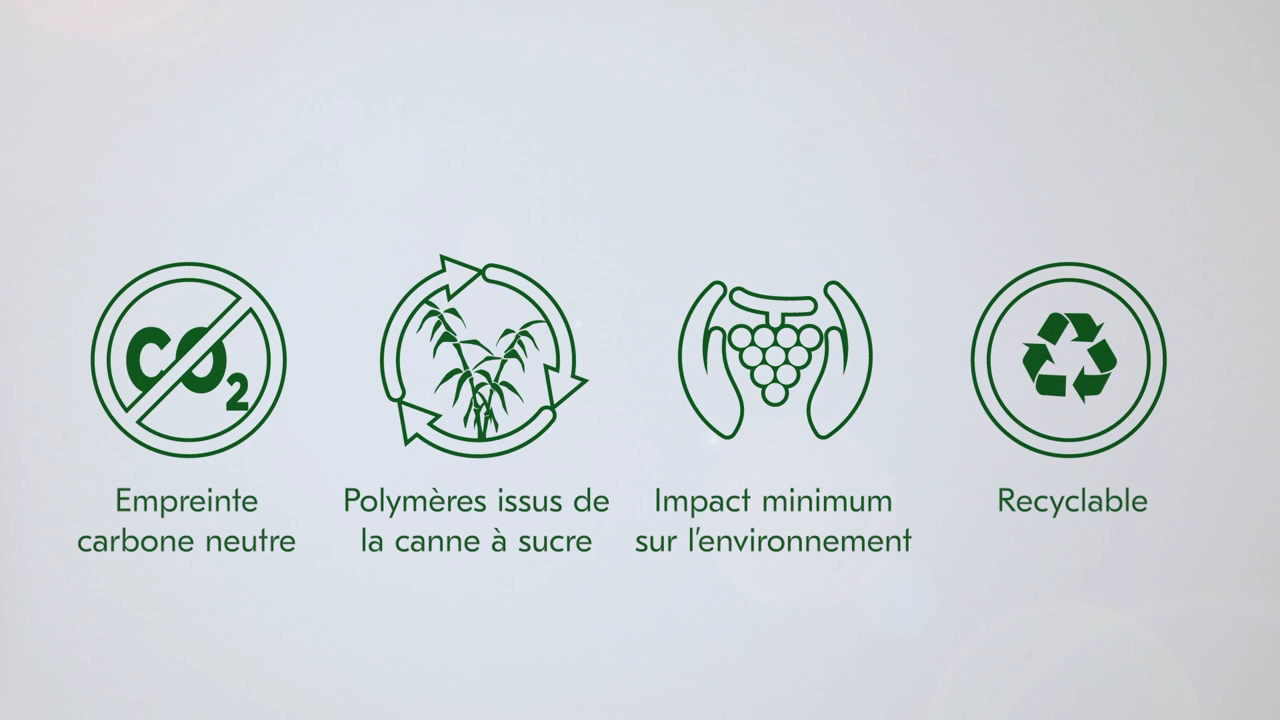 CO2
Empreinte
carbone neutre
Polymères issus de
la canne à sucre
Impact minimum
sur l'environnement
Recyclable